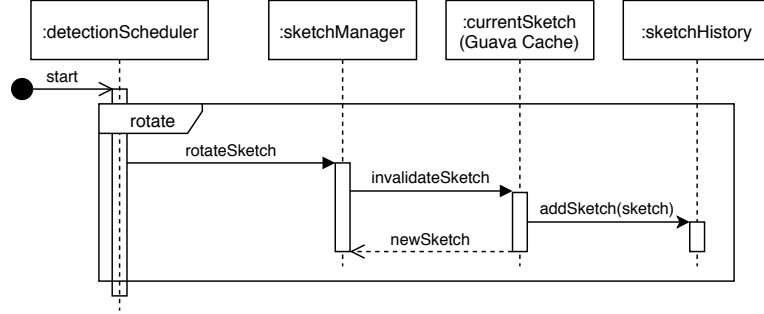 :detectionScheduler
:sketchManager
:currentSketch
(Guava Cache)
:sketchHistory
start
rotate
rotateSketch
invalidateSketch
addSketch(sketch)
newSketch